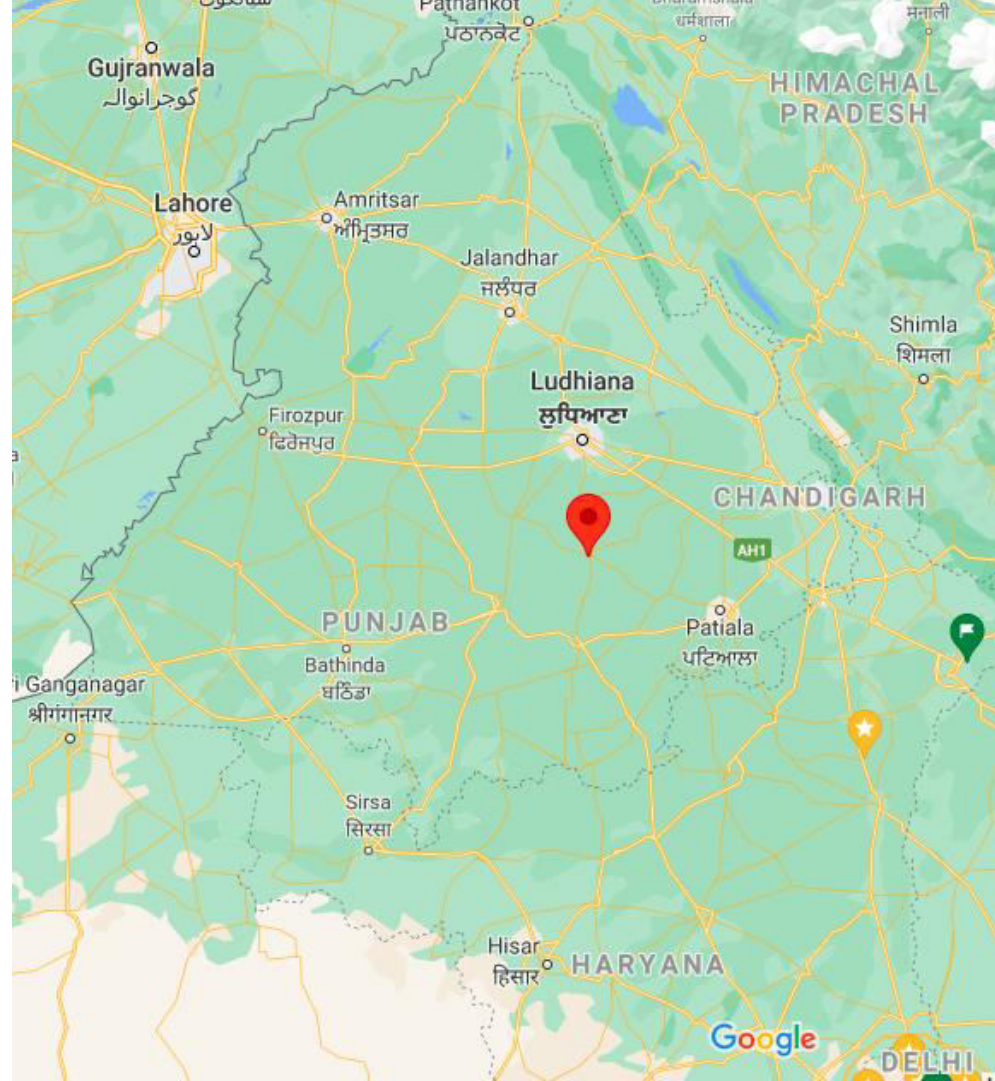 Pathankot
ਪਠਾਨਕੋਟ
धर्मशाला
मनाली
Gujranwala
گوجرانوالہ
HIMACHAL
PRADESH
Lahore
لاہور
Amritsar
ਅੰਮ੍ਰਿਤਸਰ
Jalandhar
ਜਲੰਧਰ
Shimla
शिमला
Ludhiana
ਲੁਧਿਆਣਾ
Firozpur
ਫਿਰੋਜ਼ਪੁਰ
CHANDIGARH
AH1
PUNJAB
Patiala
ਪਟਿਆਲਾ
Bathinda
ਬਠਿੰਡਾ
i Ganganagar
श्रीगंगानगर
Sirsa
सिरसा
Hisar
हिसार
HARYANA
Google
DELHI